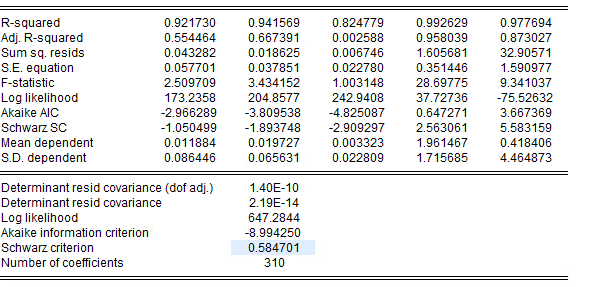 R-squared 0.921730 0.941569 0.824779 0.992629 0.977694
Adj. R-squared 0.554464 0.667391 0.002588 0.958039 0.873027
Sum sq. resids 0.043282 0.018625 0.006746 1.605681 32.90571
S.E. equation 0.057701 0.037851 0.022780 0.351446 1.590977
F-statistic 2.509709 3.434152 1.003148 28.69775 9.341037
Log likelihood 173.2358 204.8577 242.9408 37.72736 -75.52632
Akaike AIC -2.966289 -3.809538 -4.825087 0.647271 3.667369
Schwarz SC -1.050499 -1.893748 -2.909297 2.563061 5.583159
Mean dependent 0.011884 0.019727 0.003323 1.961467 0.418406
S.D. dependent 0.086446 0.065631 0.022809 1.715685 4.464873
Determinant resid covariance (dof adj.) 1.40E-10
Determinant resid covariance 2.19E-14
Log likelihood 647.2844
Akaike information criterion -8.994250
Schwarz criterion 0.584701
Number of coefficients 310